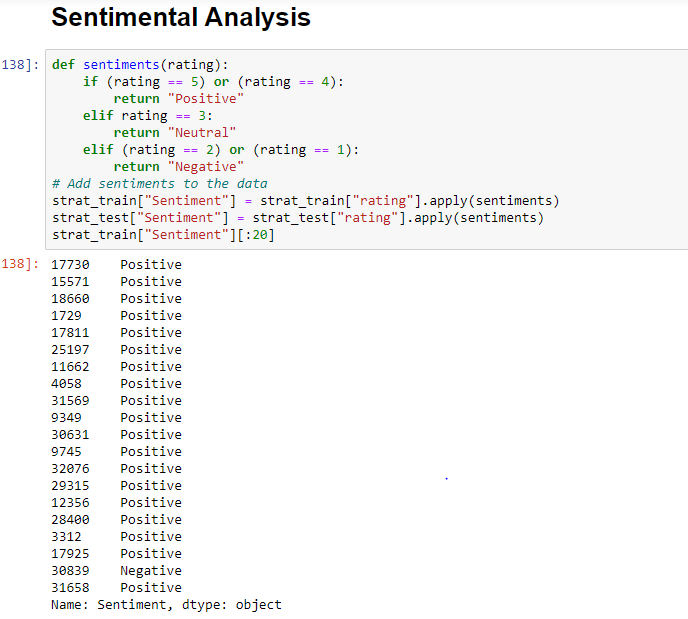 Sentimental Analysis
138]: def sentiments(rating):
    if (rating == 5) or (rating == 4):
        return "Positive"
    elif rating == 3:
        return "Neutral"
    elif (rating == 2) or (rating == 1):
        return "Negative"
# Add sentiments to the data
strat_train["Sentiment"] = strat_train["rating"].apply(sentiments)
strat_test["Sentiment"] = strat_test["rating"].apply(sentiments)
strat_train["Sentiment"][:20]
138]: 17730    Positive
15571    Positive
18660    Positive
1729     Positive
17811    Positive
25197    Positive
11662    Positive
4058     Positive
31569    Positive
9349     Positive
30631    Positive
9745     Positive
32076    Positive
29315    Positive
12356    Positive
28400    Positive
3312     Positive
17925    Positive
30839    Negative
31658    Positive
Name: Sentiment, dtype: object